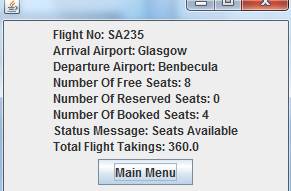 Flight No: SA235
Arrival Airport: Glasgow
Departure Airport: Benbecula
Number Of Free Seats: 8
Number Of Reserved Seats: 0
Number Of Booked Seats: 4
Status Message: Seats Available
Total Flight Takings: 360.0
Main Menu